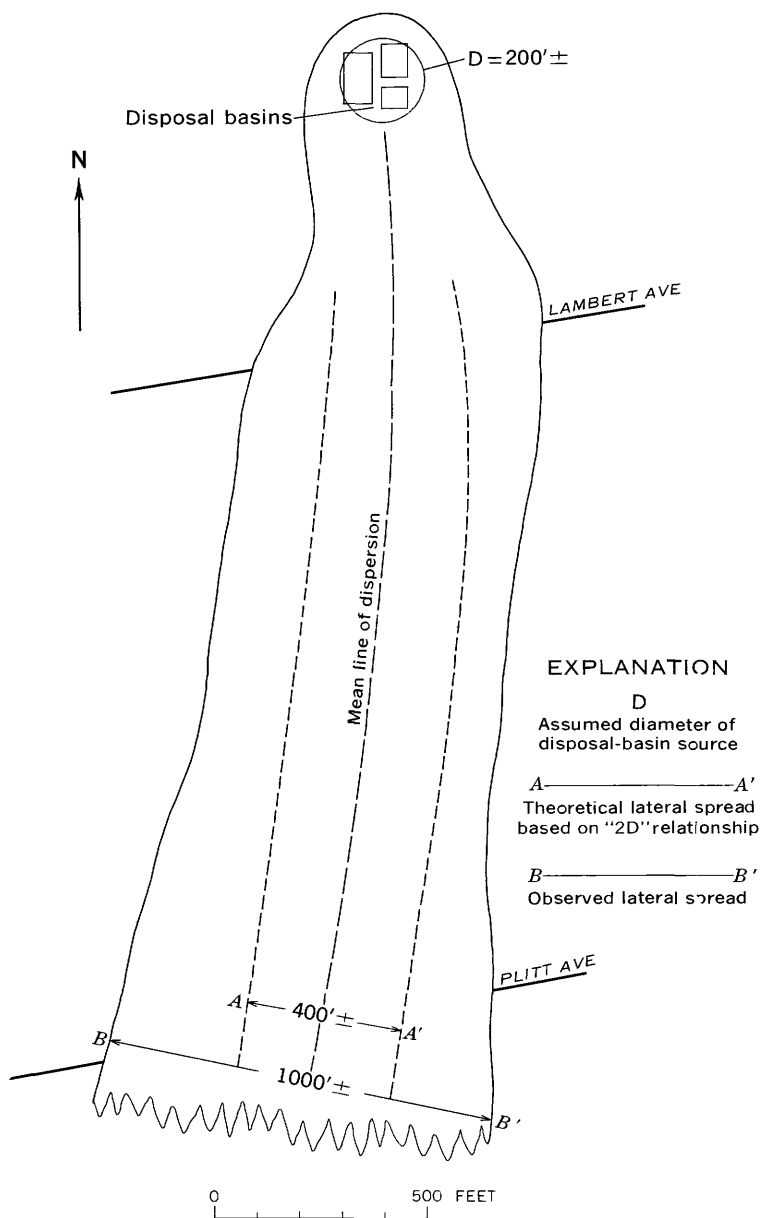 D=200'±
Disposal basins
N
LAMBERT AVE
Mean line of dispersion
EXPLANATION
D
Assumed diameter of
disposal-basin source
A A'
Theoretical lateral spread
based on "2D" relationship
B B'
Observed lateral spread
PLITT AVE
A 400'± A'
B 1000'± B'
0 500 FEET